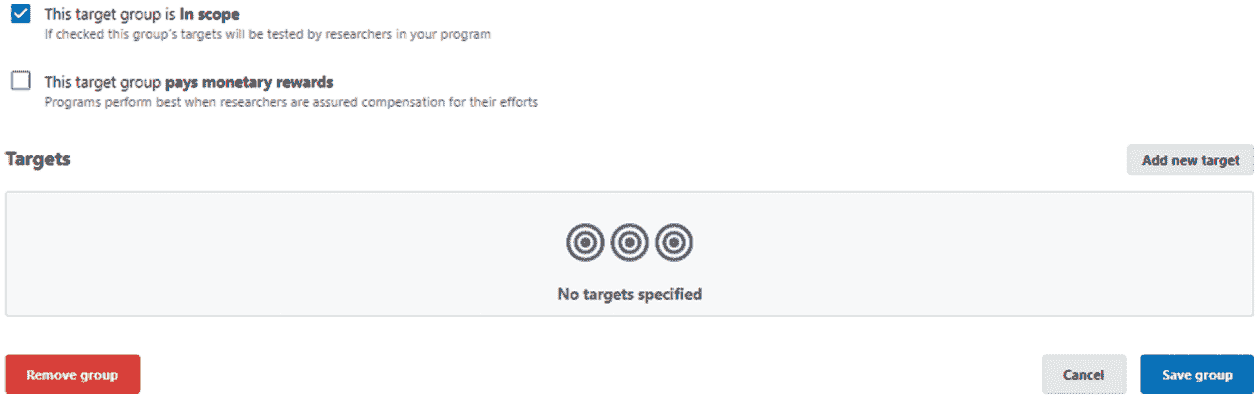 This target group is In scope
If checked this group's targets will be tested by researchers in your program
This target group pays monetary rewards
Programs perform best when researchers are assured compensation for their efforts
Targets
Add new target
No targets specified
Remove group
Cancel
Save group